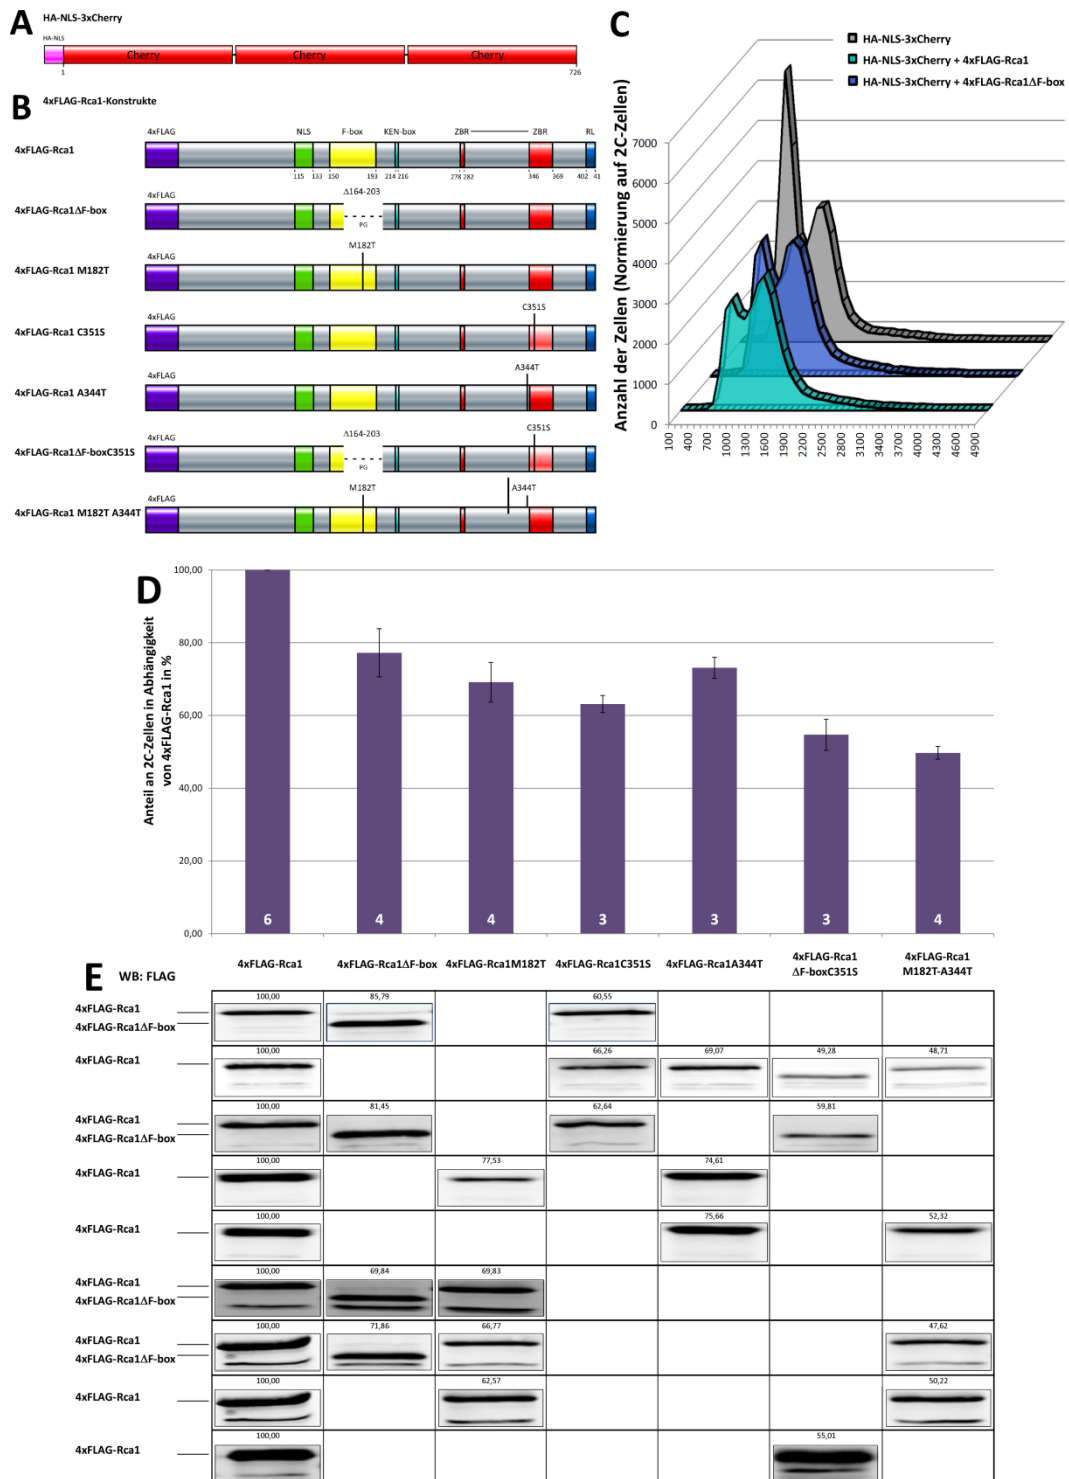 A
HA-NLS-3xCherry
HA-NLS
Cherry Cherry Cherry
1 726
B
4xFLAG-Rca1-Konstrukte
4xFLAG NLS F-box KEN-box ZBR ZBR RL
4xFLAG-Rca1
115 133 150 193 214 216 278 282 346 369 402 41
4xFLAG Δ164-203
4xFLAG-Rca1ΔF-box
PG
4xFLAG M182T
4xFLAG-Rca1 M182T
4xFLAG C351S
4xFLAG-Rca1 C351S
4xFLAG A344T
4xFLAG-Rca1 A344T
4xFLAG Δ164-203 C351S
4xFLAG-Rca1ΔF-boxC351S
PG
4xFLAG M182T A344T
4xFLAG-Rca1 M182T A344T
C
HA-NLS-3xCherry
HA-NLS-3xCherry + 4xFLAG-Rca1
HA-NLS-3xCherry + 4xFLAG-Rca1ΔF-box
Anzahl der Zellen (Normierung auf 2C-Zellen)
7000
6000
5000
4000
3000
2000
1000
0
100 400 700 1000 1300 1600 1900 2200 2500 2800 3100 3400 3700 4000 4300 4600 4900
D
Anteil an 2C-Zellen in Abhängigkeit
von 4xFLAG-Rca1 in %
100,00
80,00
60,00
40,00
20,00
0,00
6 4 4 3 3 3 4
4xFLAG-Rca1 4xFLAG-Rca1ΔF-box 4xFLAG-Rca1M182T 4xFLAG-Rca1C351S 4xFLAG-Rca1A344T 4xFLAG-Rca1 4xFLAG-Rca1
ΔF-boxC351S M182T-A344T
E
WB: FLAG
100,00 85,79 60,55
4xFLAG-Rca1
4xFLAG-Rca1ΔF-box
100,00 66,26 69,07 49,28 48,71
4xFLAG-Rca1
100,00 81,45 62,64 59,81
4xFLAG-Rca1
4xFLAG-Rca1ΔF-box
100,00 77,53 74,61
4xFLAG-Rca1
100,00 75,66 52,32
4xFLAG-Rca1
100,00 69,84 69,83
4xFLAG-Rca1
4xFLAG-Rca1ΔF-box
100,00 71,86 66,77 47,62
4xFLAG-Rca1
4xFLAG-Rca1ΔF-box
100,00 62,57 50,22
4xFLAG-Rca1
100,00 55,01
4xFLAG-Rca1